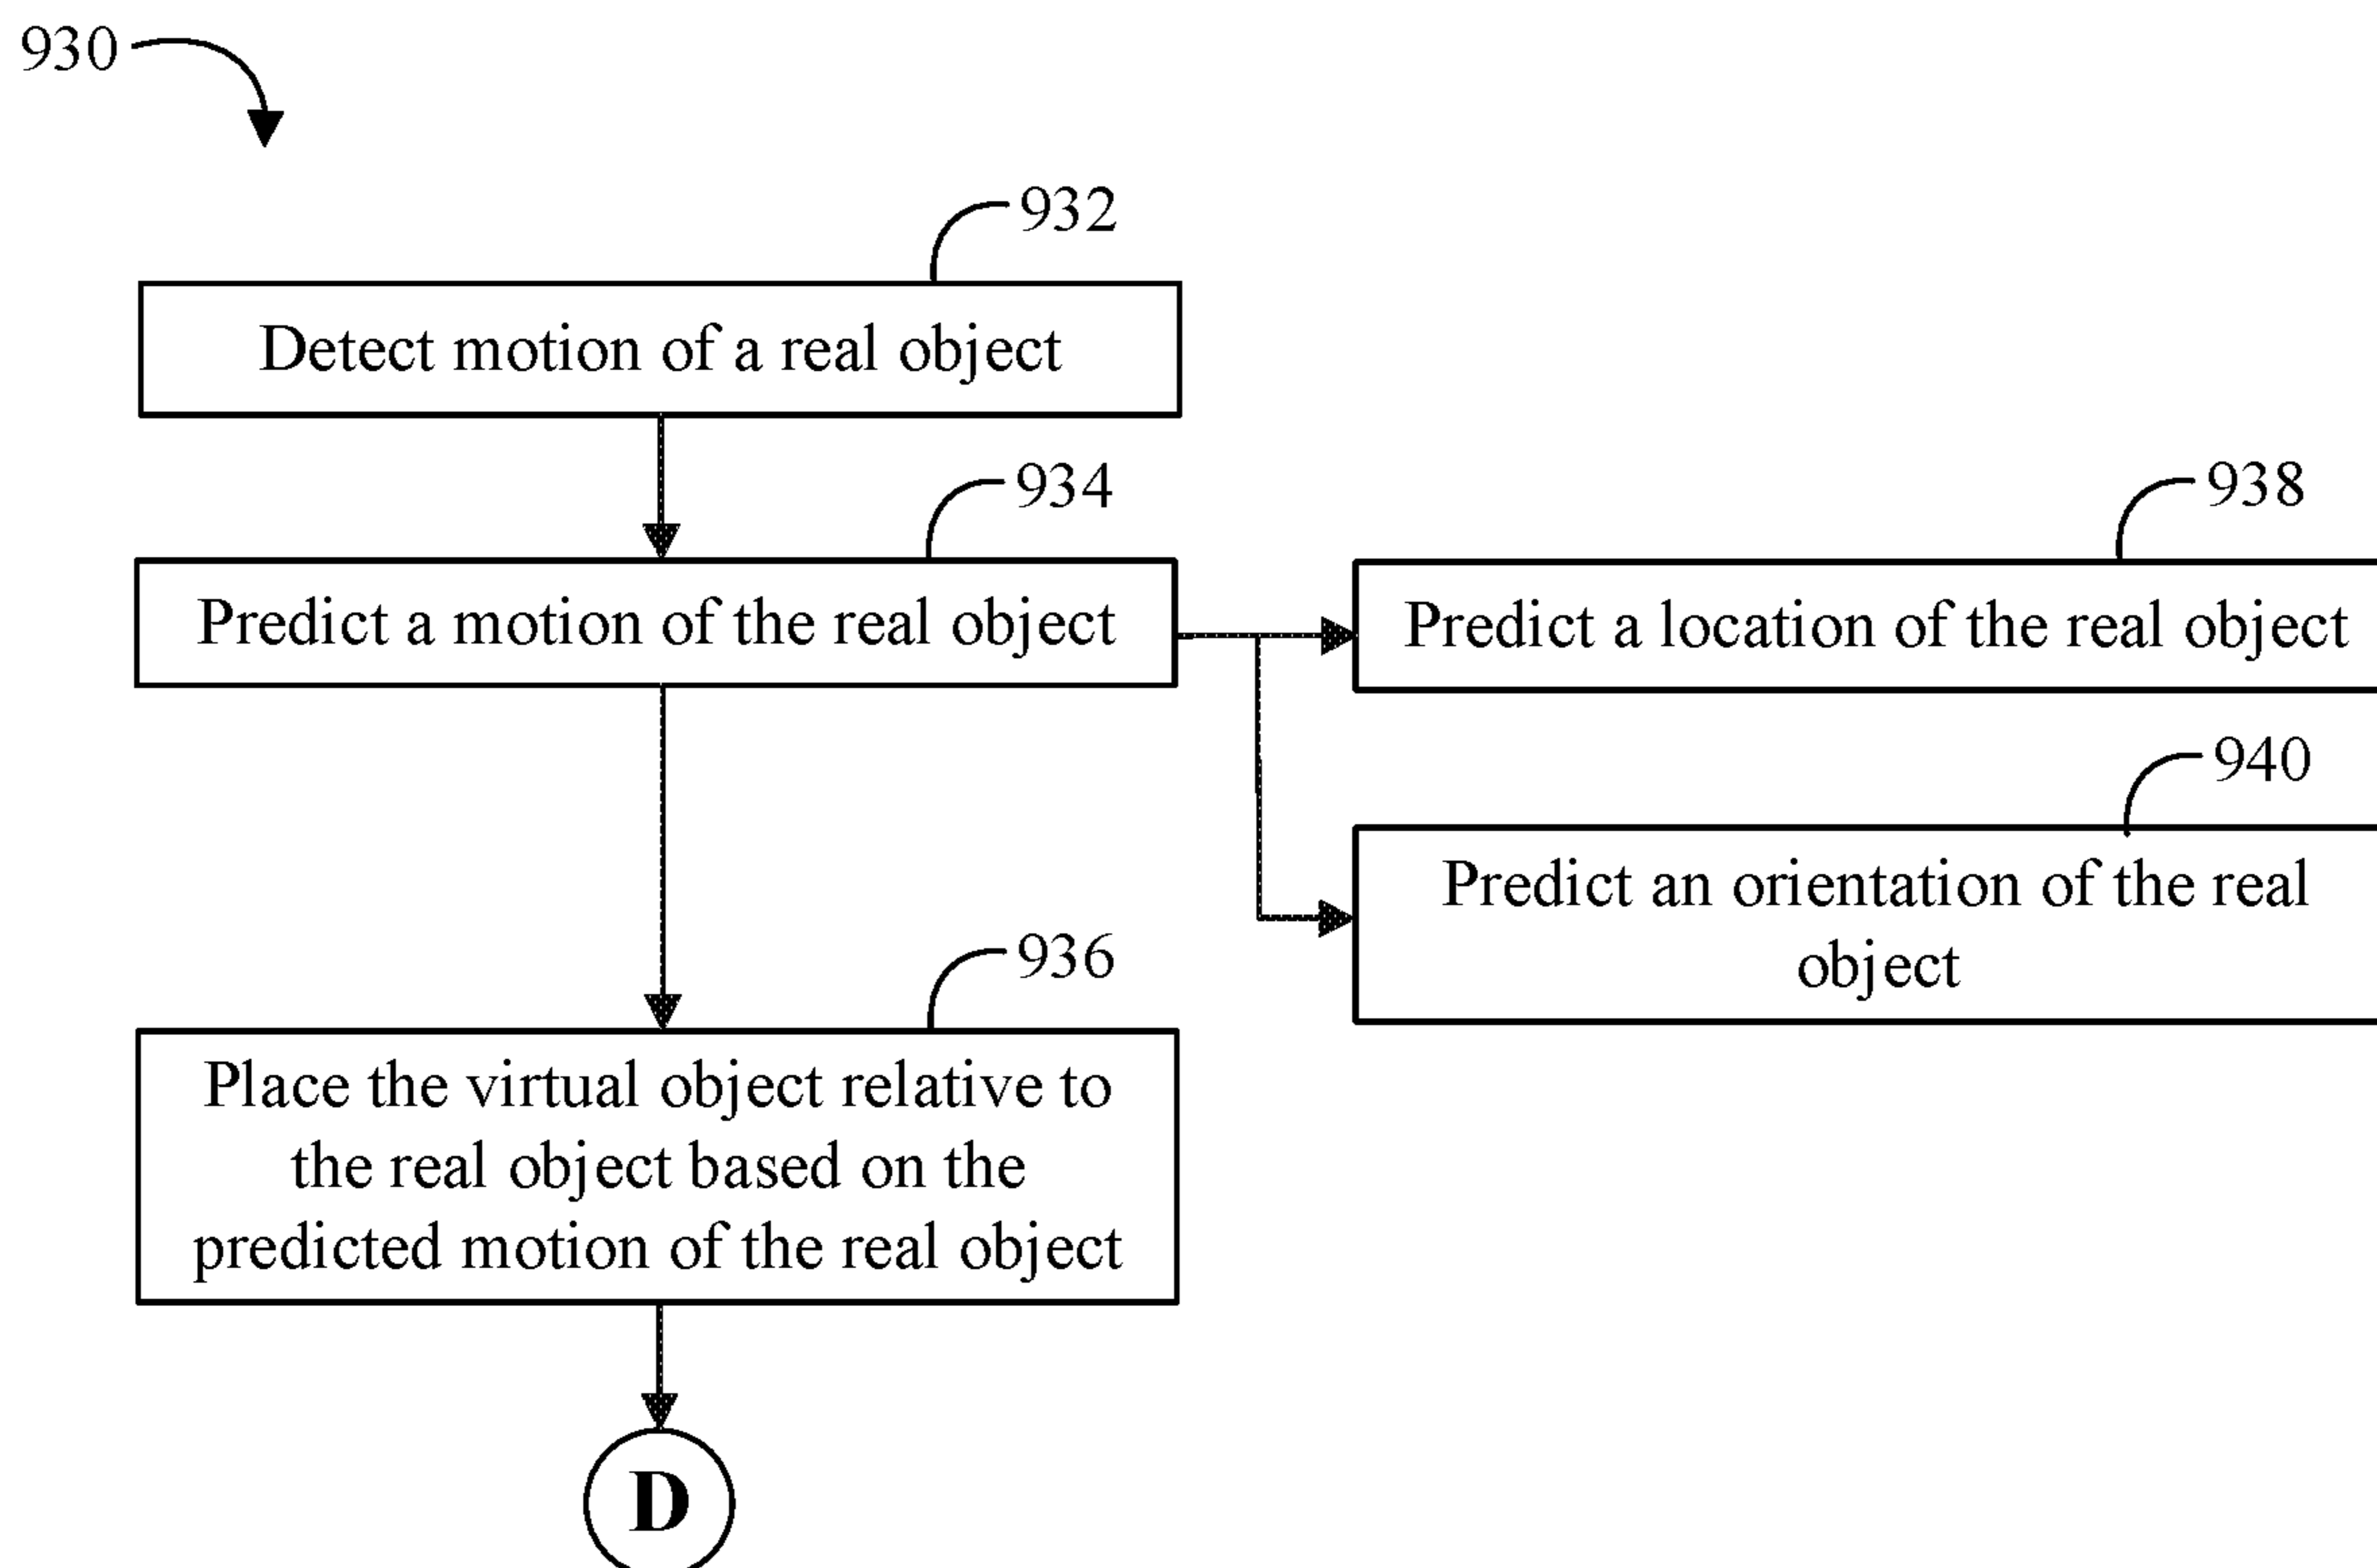 930
932
Detect motion of a real object
934
Predict a motion of the real object
938
Predict a location of the real object
940
Predict an orientation of the real
object
936
Place the virtual object relative to
the real object based on the
predicted motion of the real object
D